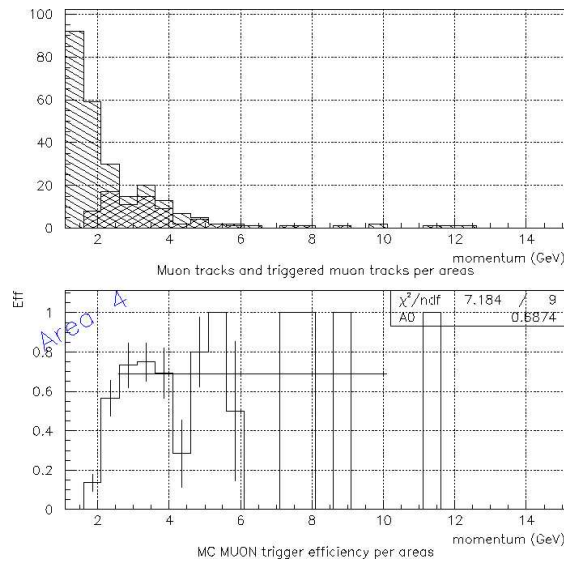 100
80
60
40
20
0
2 4 6 8 10 12 14
momentum (GeV)
Muon tracks and triggered muon tracks per areas
Eff
Area 4
χ²/ndf 7.184 / 9
A0 0.6874
1
0.8
0.6
0.4
0.2
0
2 4 6 8 10 12 14
momentum (GeV)
MC MUON trigger efficiency per areas